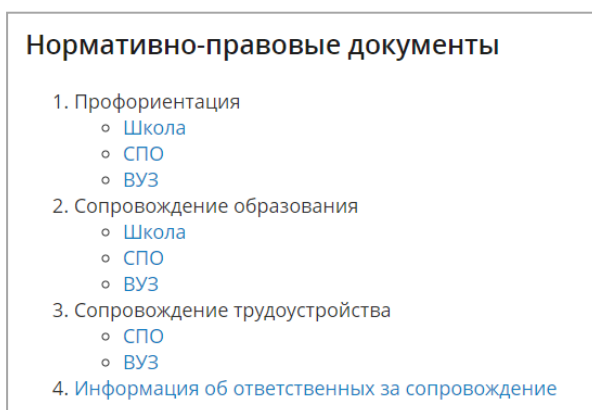 Нормативно-правовые документы
1. Профориентация
◦ Школа
◦ СПО
◦ ВУЗ
2. Сопровождение образования
◦ Школа
◦ СПО
◦ ВУЗ
3. Сопровождение трудоустройства
◦ СПО
◦ ВУЗ
4. Информация об ответственных за сопровождение